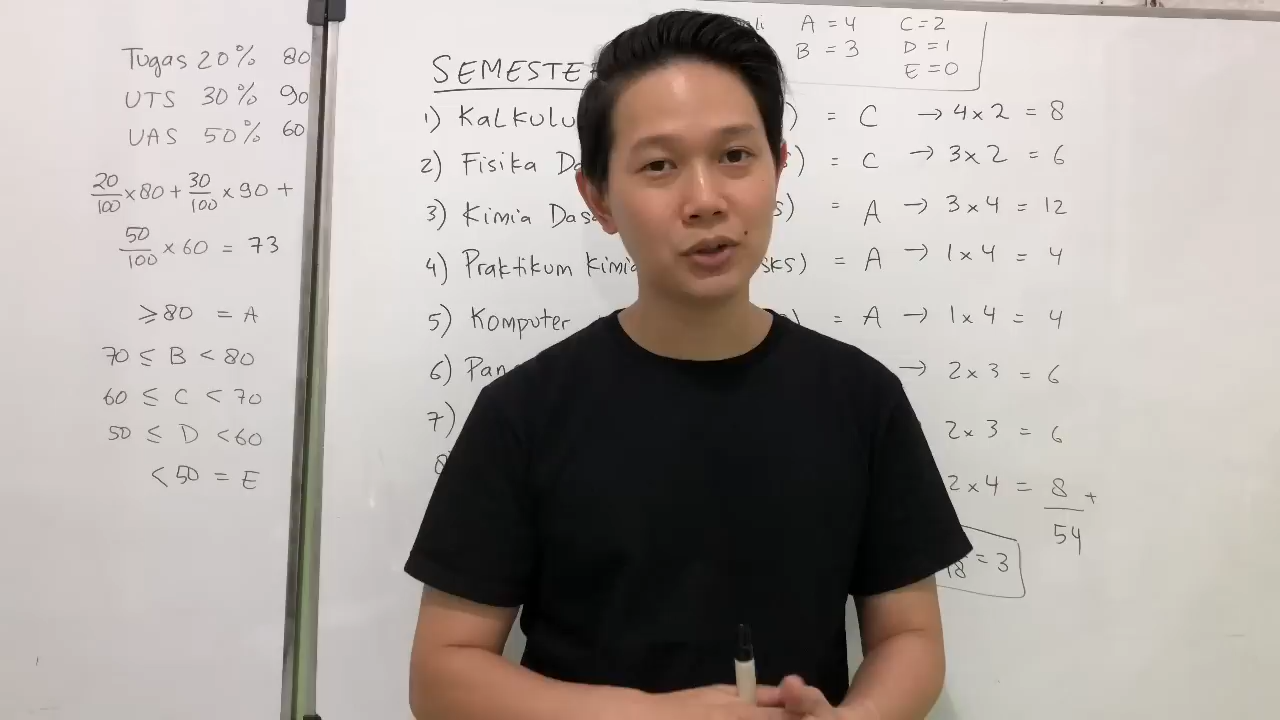 Tugas 20% 80
UTS 30% 90
UAS 50% 60
20/100 x 80 + 30/100 x 90 +
50/100 x 60 = 73
≥80 = A
70 ≤ B < 80
60 ≤ C < 70
50 ≤ D < 60
<50 = E
A = 4 C = 2
B = 3 D = 1
E = 0
SEMESTE
1) Kalkulu ) = C → 4 x 2 = 8
2) Fisika D ) = C → 3 x 2 = 6
3) Kimia Das s) = A → 3 x 4 = 12
4) Praktikum Kimi sks) = A → 1 x 4 = 4
5) Komputer ) = A → 1 x 4 = 4
6) Pan → 2 x 3 = 6
7) 2 x 3 = 6
8 2 x 4 = 8 +
54
18 = 3